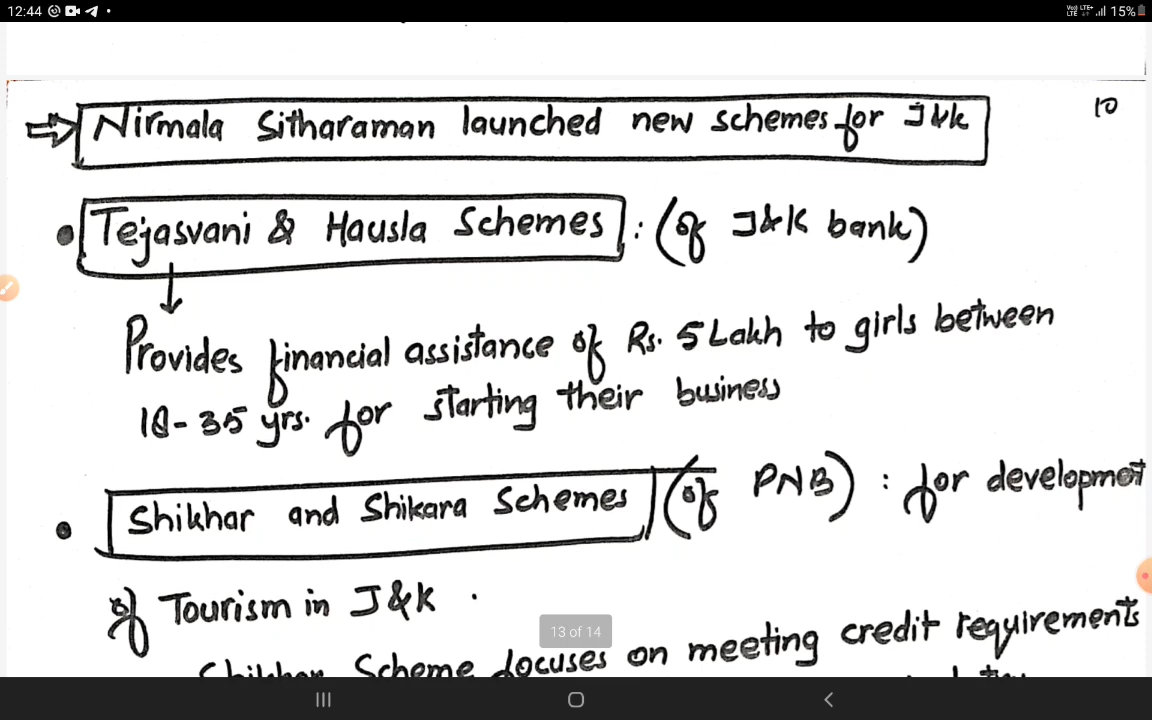 12:44
15%
10
Nirmala Sitharaman launched new schemes for J&k
Tejasvani & Hausla Schemes : (of J&K bank)
Provides financial assistance of Rs. 5 Lakh to girls between
18-35 yrs. for starting their business
Shikhar and Shikara Schemes (of PNB) : for development
of Tourism in J&K.
13 of 14
Shikhar Scheme focuses on meeting credit requirements